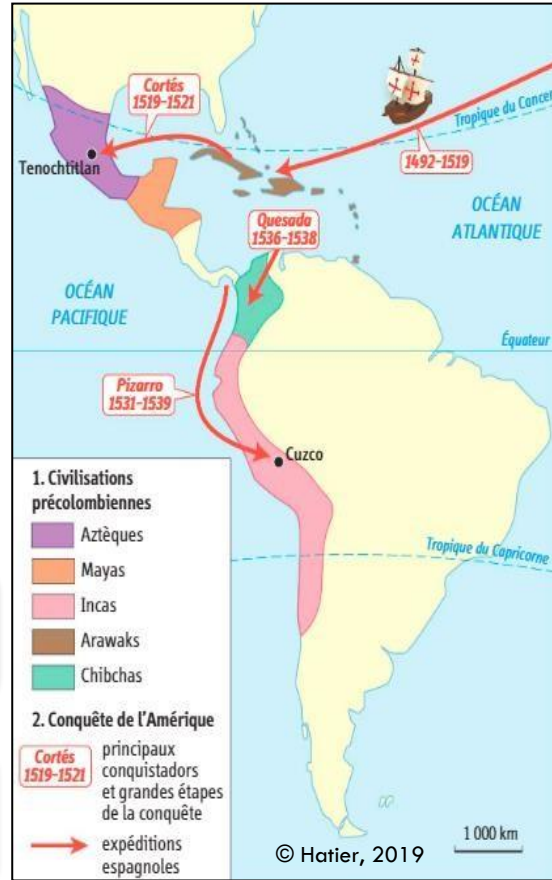 Cortés
1519-1521
Tropique du Cancer
Tenochtitlan
1492-1519
Quesada
1536-1538
OCÉAN
ATLANTIQUE
OCÉAN
PACIFIQUE
Équateur
Pizarro
1531-1539
Cuzco
Tropique du Capricorne
1. Civilisations
précolombiennes
Aztèques
Mayas
Incas
Arawaks
Chibchas
2. Conquête de l'Amérique
Cortés
1519-1521
principaux
conquistadors
et grandes étapes
de la conquête
expéditions
espagnoles
© Hatier, 2019
1 000 km